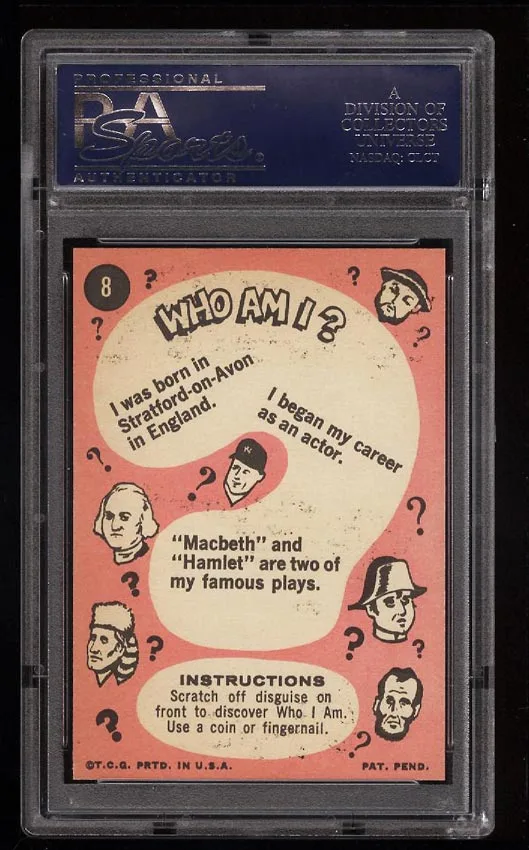 PROFESSIONAL
PSA
Sports
AUTHENTICATOR
A
DIVISION OF
COLLECTORS
UNIVERSE
NASDAQ: CLCT
8
WHO AM I?
I was born in
Stratford-on-Avon
in England.
I began my career
as an actor.
NY
"Macbeth" and
"Hamlet" are two of
my famous plays.
INSTRUCTIONS
Scratch off disguise on
front to discover Who I Am.
Use a coin or fingernail.
©T.C.G. PRTD. IN U.S.A.
PAT. PEND.